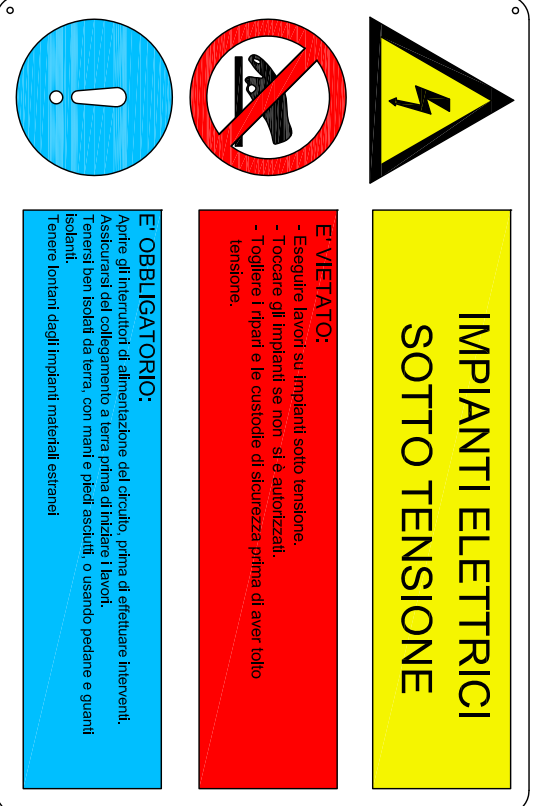 IMPIANTI ELETTRICI
SOTTO TENSIONE
E' VIETATO:
- Eseguire lavori su impianti sotto tensione.
- Toccare gli impianti se non si è autorizzati.
- Togliere i ripari e le custodie di sicurezza prima di aver tolto
tensione.
E' OBBLIGATORIO:
Aprire gli interruttori di alimentazione del circuito, prima di effettuare interventi.
Assicurarsi del collegamento a terra prima di iniziare i lavori.
Tenersi ben isolati da terra, con mani e piedi asciutti, o usando pedane e guanti
isolanti.
Tenere lontani dagli impianti materiali estranei